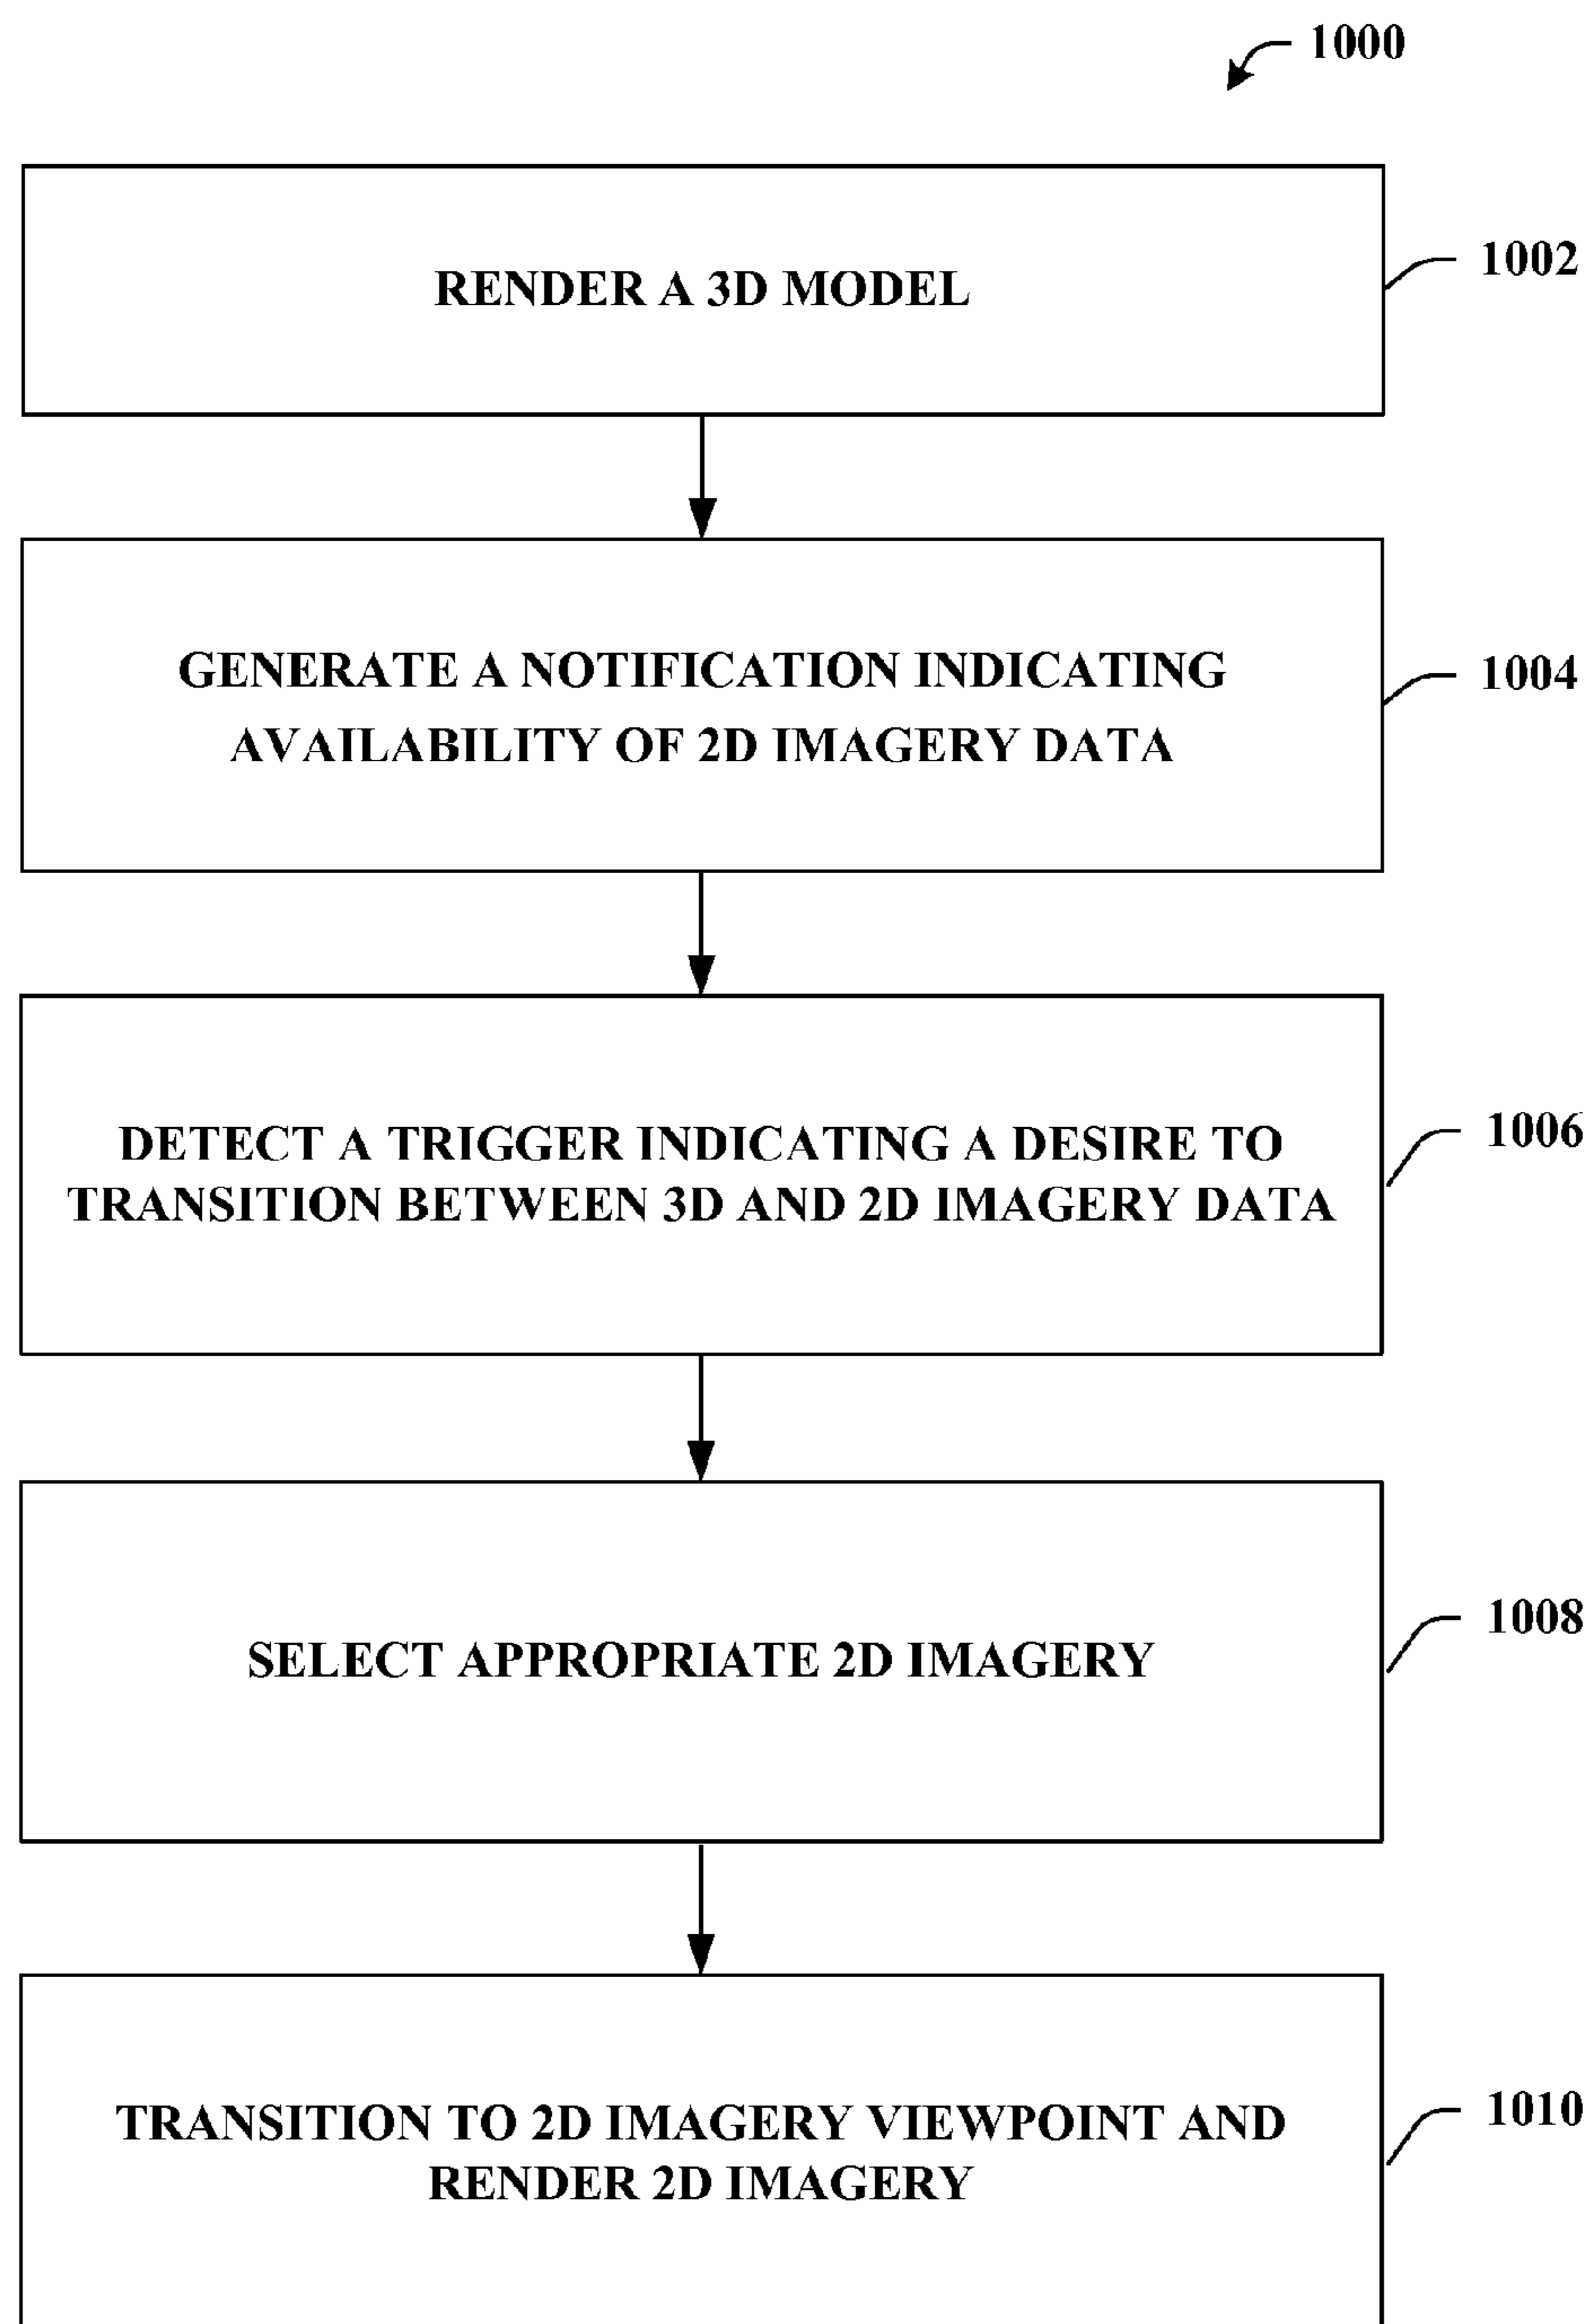 1000
RENDER A 3D MODEL
1002
GENERATE A NOTIFICATION INDICATING
AVAILABILITY OF 2D IMAGERY DATA
1004
DETECT A TRIGGER INDICATING A DESIRE TO
TRANSITION BETWEEN 3D AND 2D IMAGERY DATA
1006
SELECT APPROPRIATE 2D IMAGERY
1008
TRANSITION TO 2D IMAGERY VIEWPOINT AND
RENDER 2D IMAGERY
1010